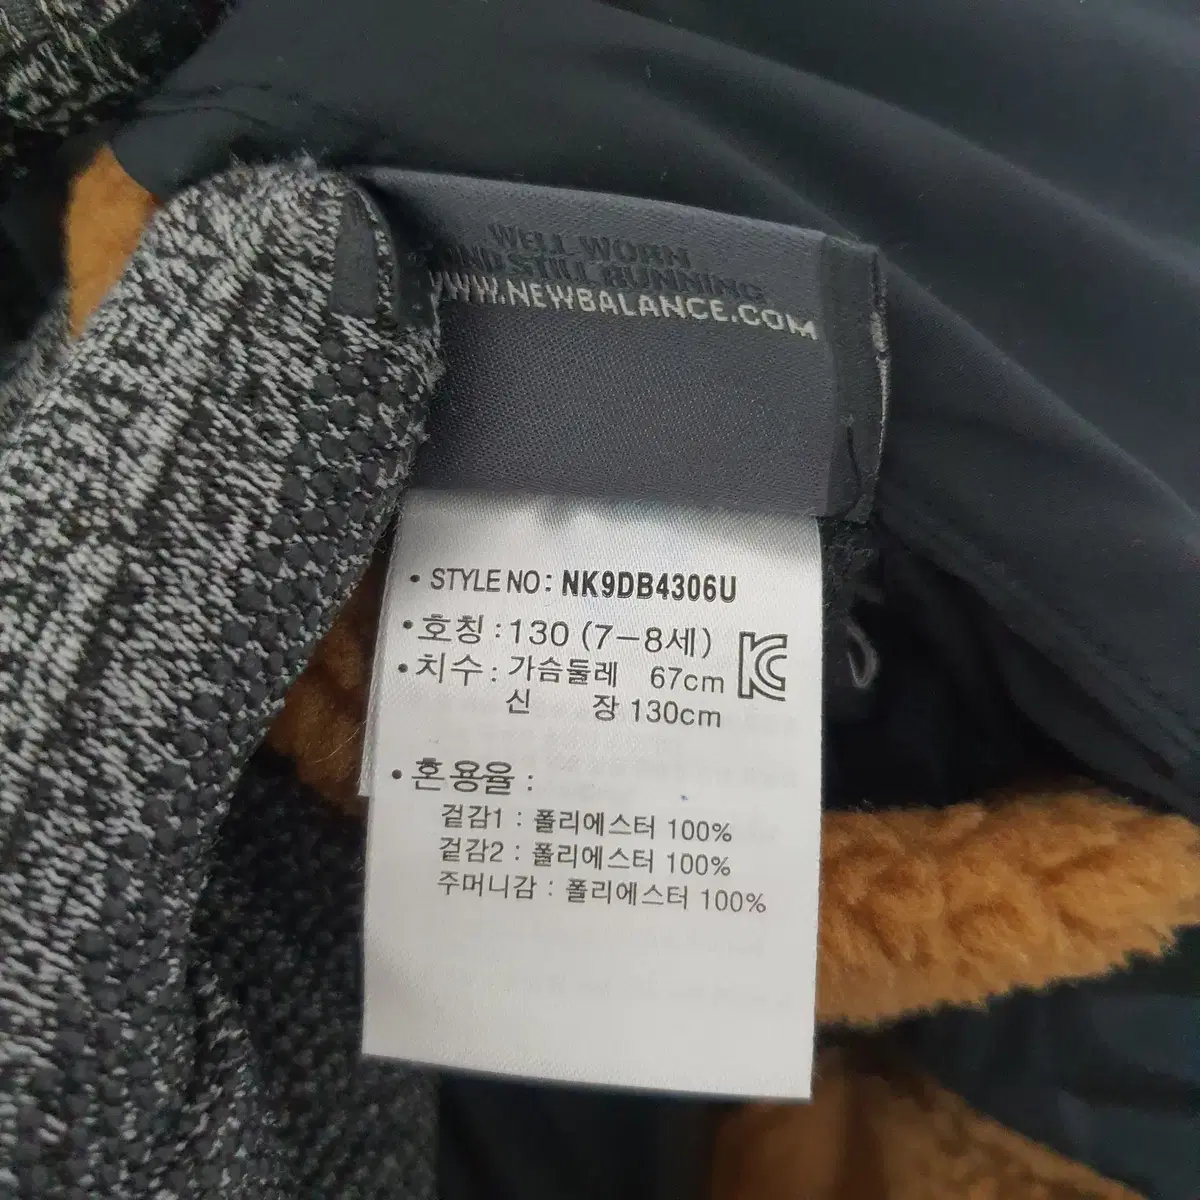 WELL WORN
AND STILL RUNNING
WWW.NEWBALANCE.COM
• STYLE NO: NK9DB4306U
• 호칭 : 130 (7-8세)
• 치수 : 가슴둘레 67cm
신 장 130cm
• 혼용율 :
겉감1 : 폴리에스터 100%
겉감2 : 폴리에스터 100%
주머니감 : 폴리에스터 100%